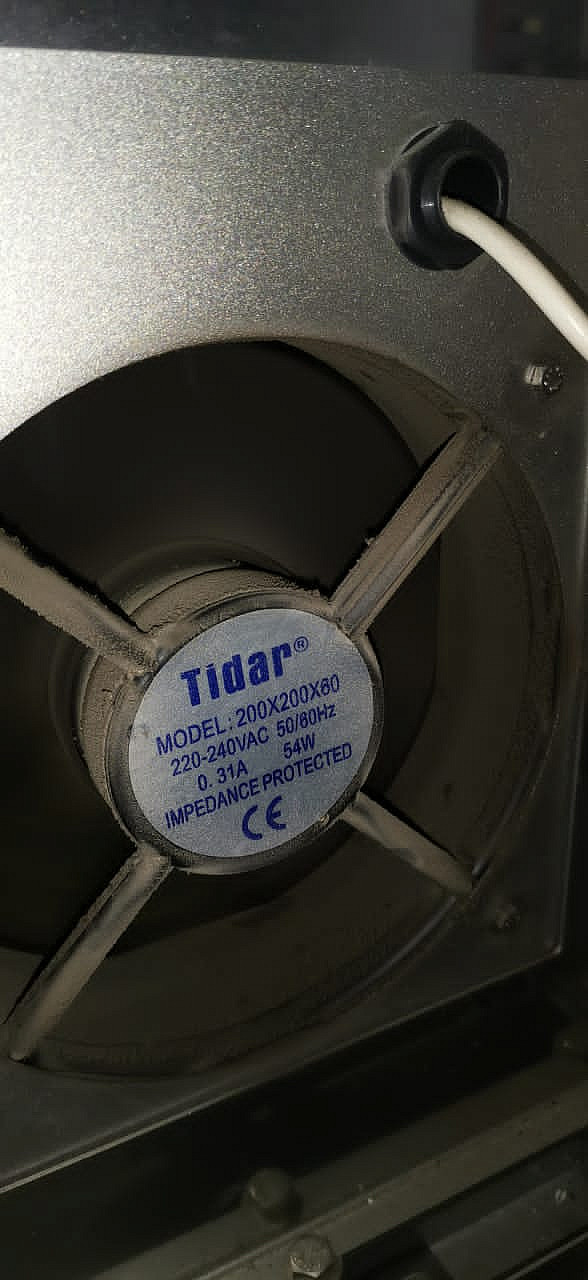 Tidar®
MODEL: 200X200X60
220-240VAC 50/60Hz
0. 31A 54W
IMPEDANCE PROTECTED
CE